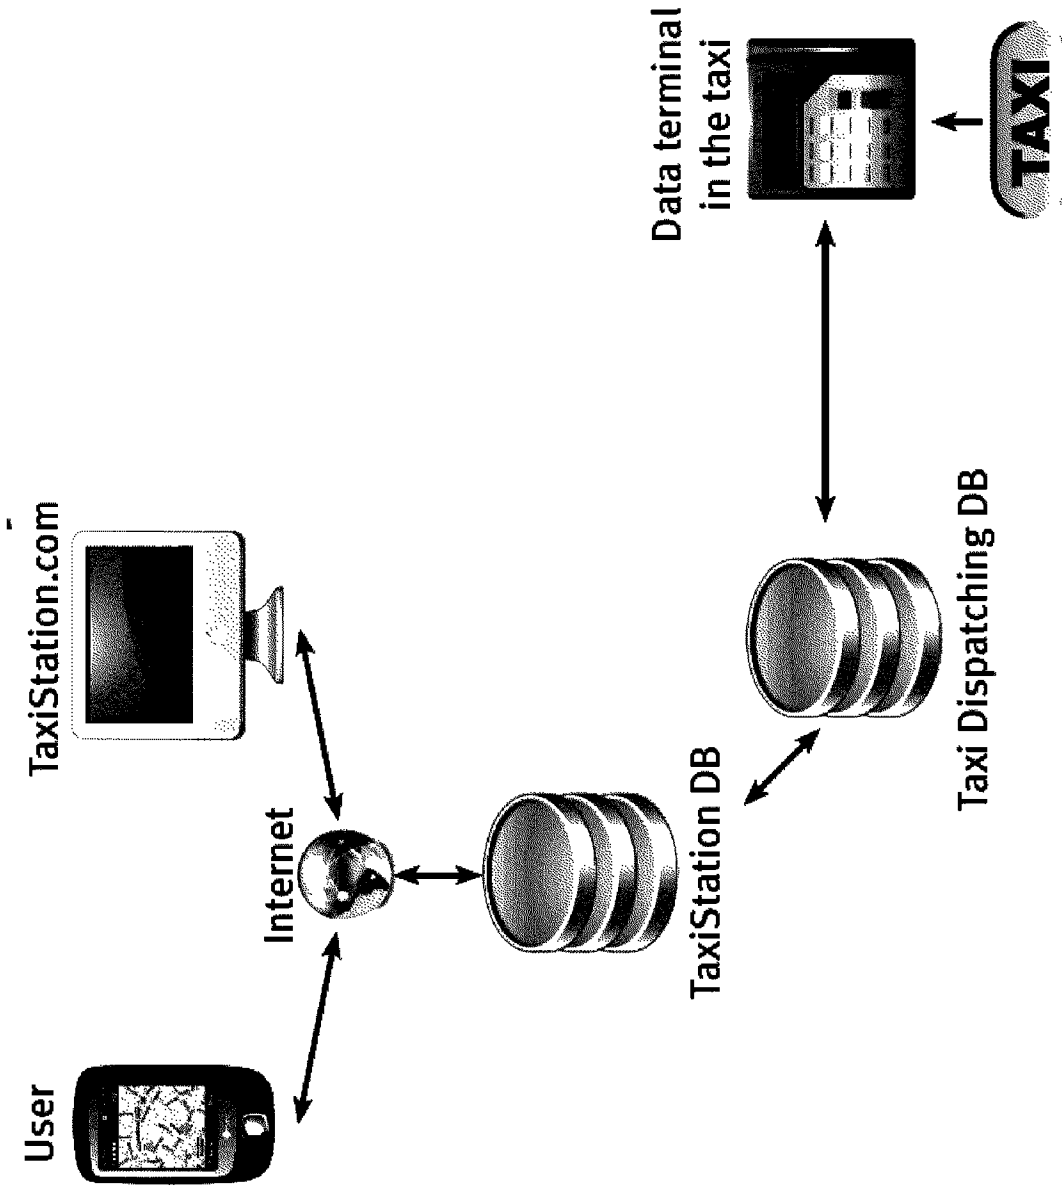 User
TaxiStation.com
Internet
TaxiStation DB
Taxi Dispatching DB
Data terminal
in the taxi
TAXI